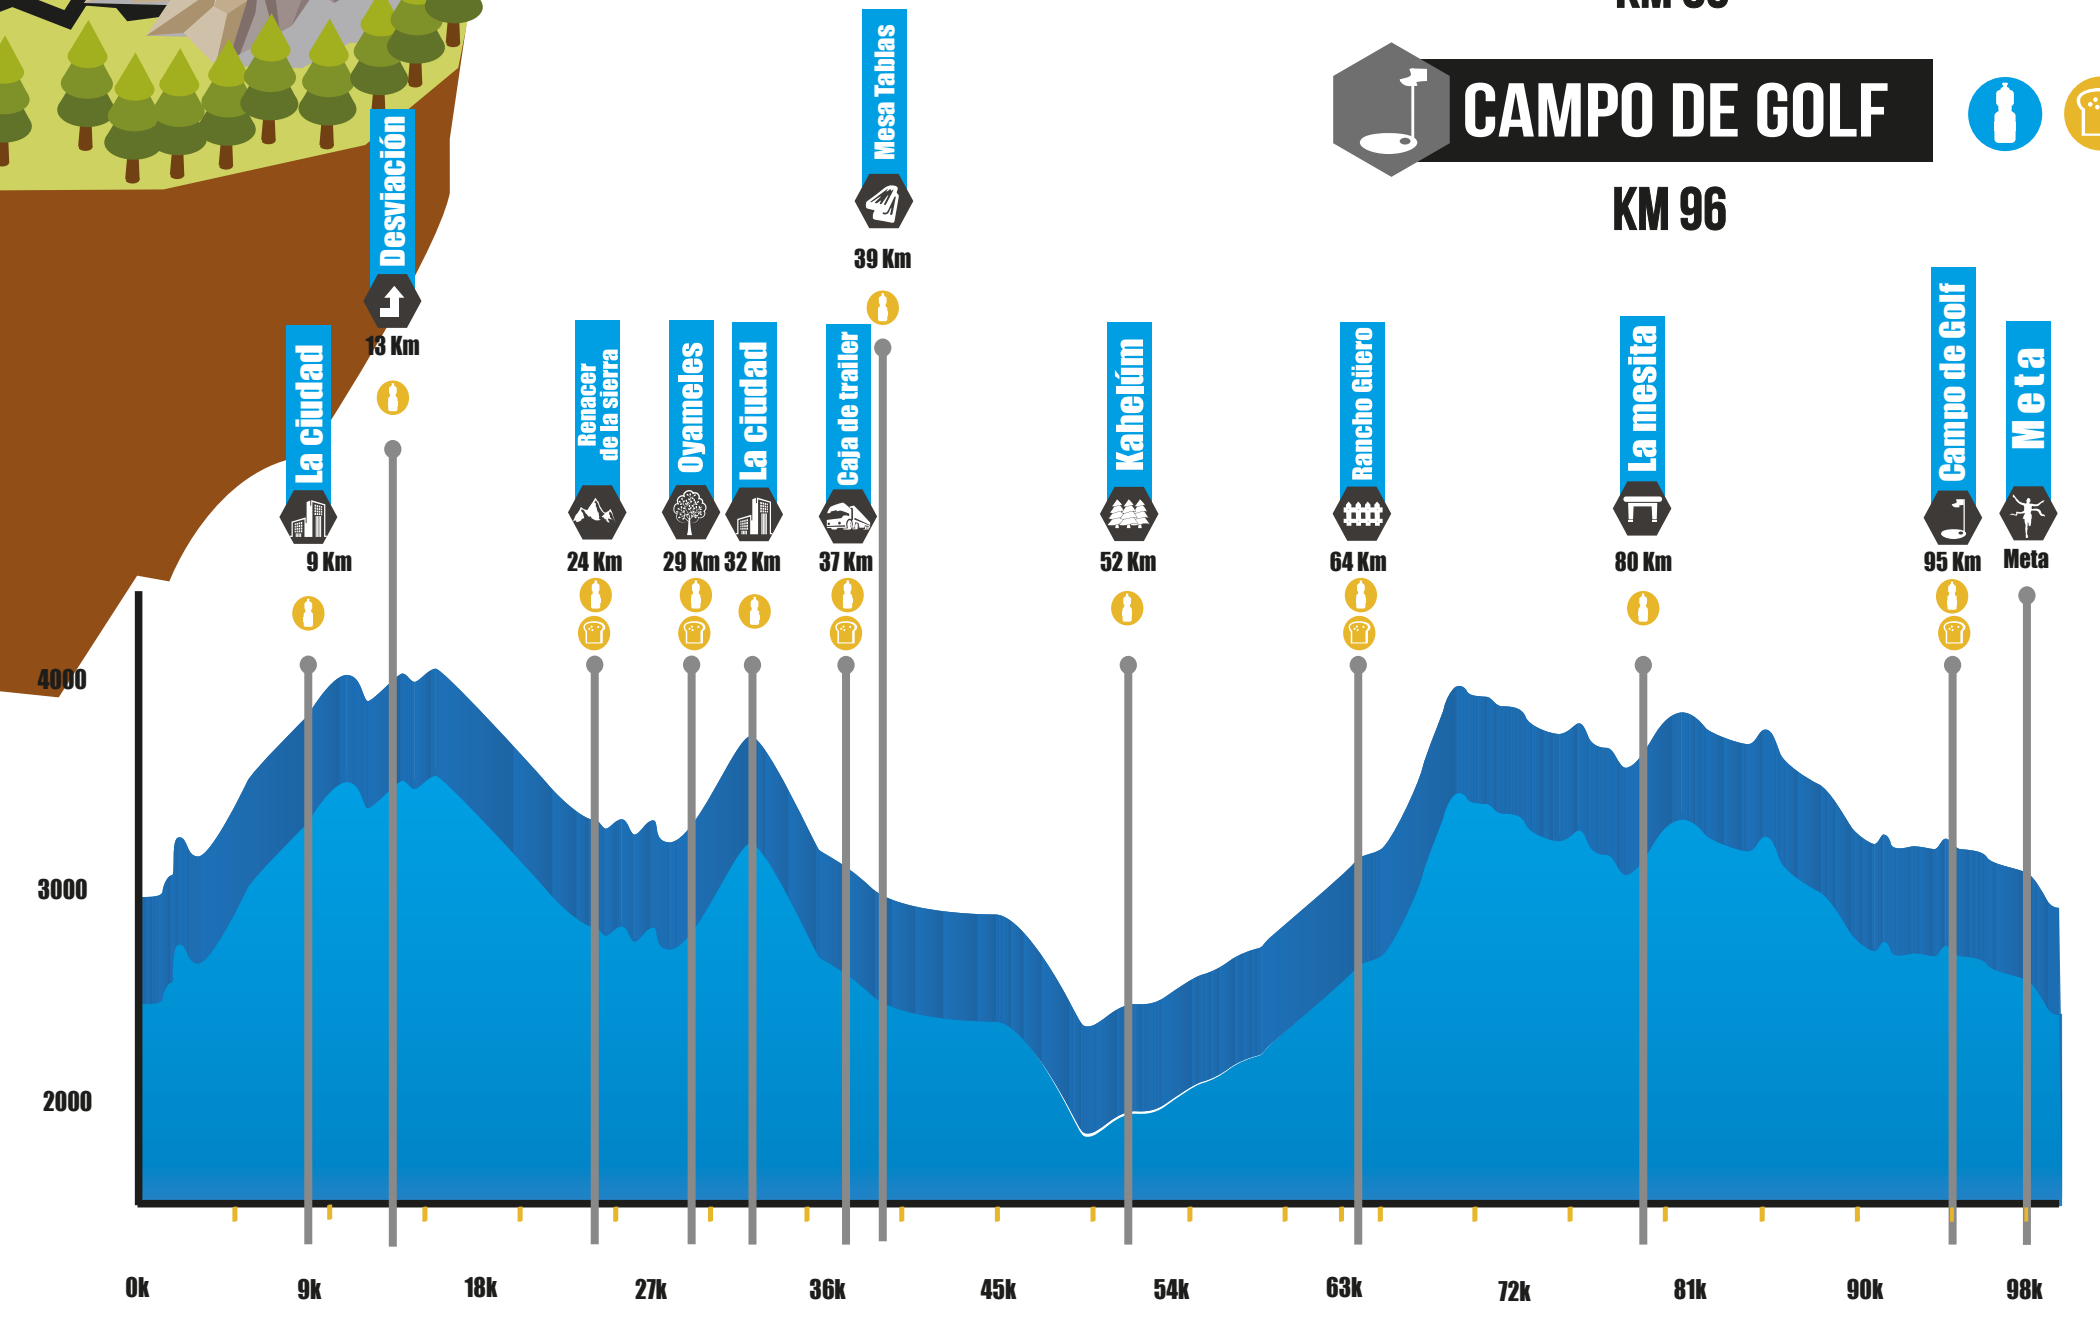 CAMPO DE GOLF
KM 96
Mesa Tablas
39 Km
Desviación
13 Km
La ciudad
9 Km
Renacer
de la sierra
24 Km
Oyameles
29 Km
La ciudad
32 Km
Caja de trailer
37 Km
Kahelúm
52 Km
Rancho Güero
64 Km
La mesita
80 Km
Campo de Golf
95 Km
Meta
Meta
4000
3000
2000
0k
9k
18k
27k
36k
45k
54k
63k
72k
81k
90k
98k